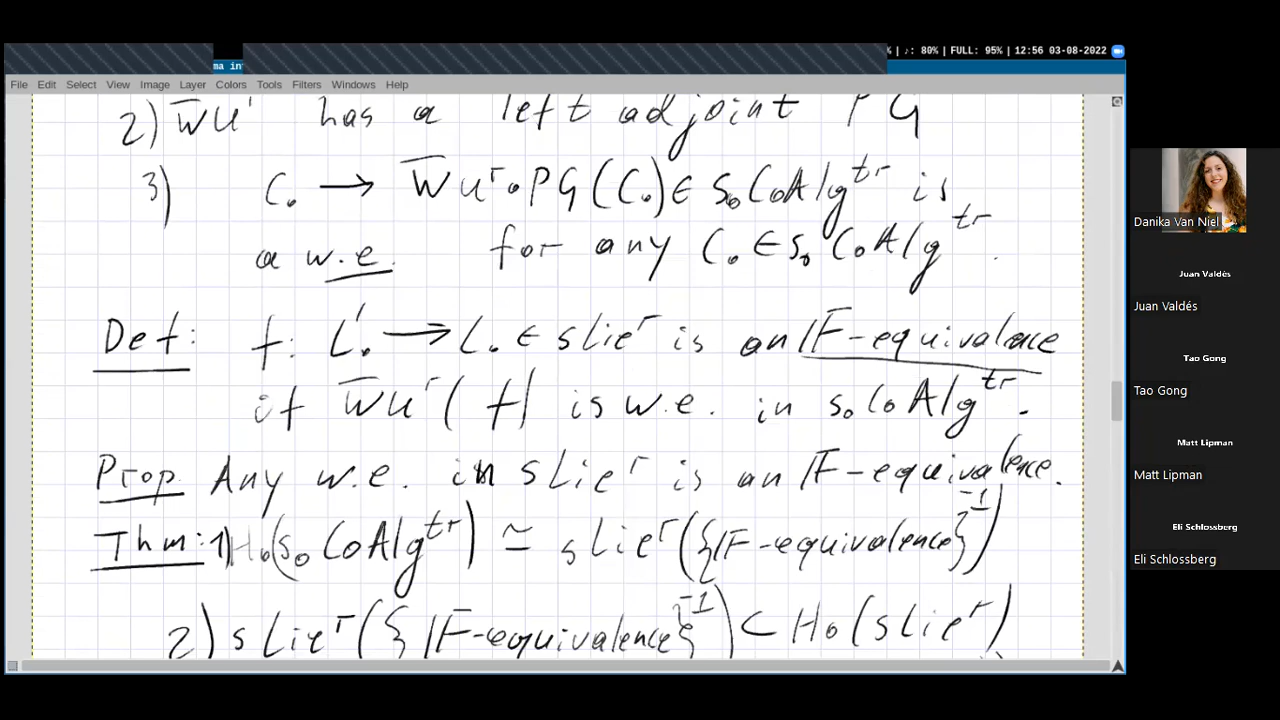 %| ♪: 80% | FULL: 95% | 12:56 03-08-2022
ma in
File Edit Select View Image Layer Colors Tools Filters Windows Help
2) W̅U^r has a left adjoint PG
3) C. → W̅U^r∘PG(C.) ∈ s₀CoAlg^tr is
a w.e. for any C. ∈ s₀CoAlg^tr.
Def: f: L'. → L. ∈ sLie^r is an 𝔽-equivalence
if W̅U^r(f) is w.e. in s₀CoAlg^tr.
Prop. Any w.e. in sLie^r is an 𝔽-equivalence.
Thm: 1) Ho(s₀CoAlg^tr) ≃ sLie^r({𝔽-equivalence}^-1)
2) sLie^r({𝔽-equivalence}^-1) ⊂ Ho(sLie^r)
Danika Van Niel
Juan Valdés
Juan Valdés
Tao Gong
Tao Gong
Matt Lipman
Matt Lipman
Eli Schlossberg
Eli Schlossberg